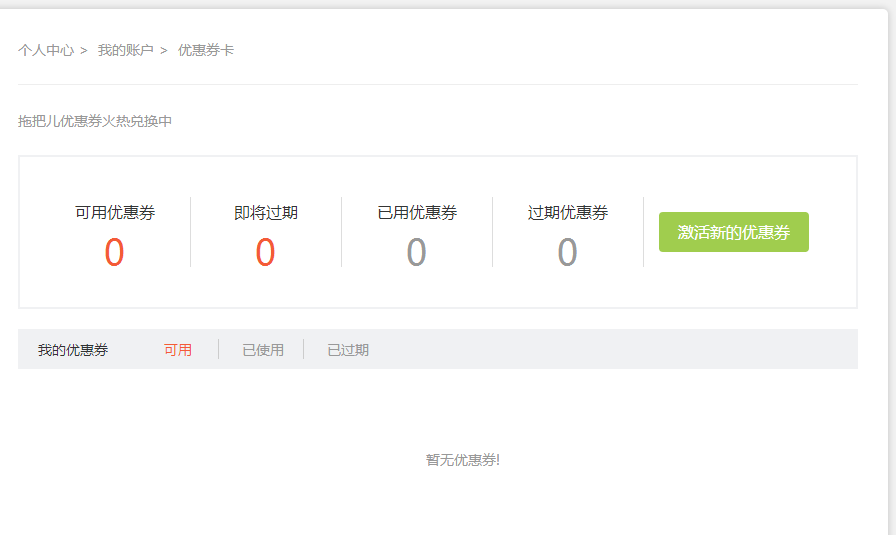 个人中心 > 我的账户 > 优惠券卡
拖把儿优惠券火热兑换中
可用优惠券 即将过期 已用优惠券 过期优惠券
0 0 0 0
激活新的优惠券
我的优惠券 可用 已使用 已过期
暂无优惠券!